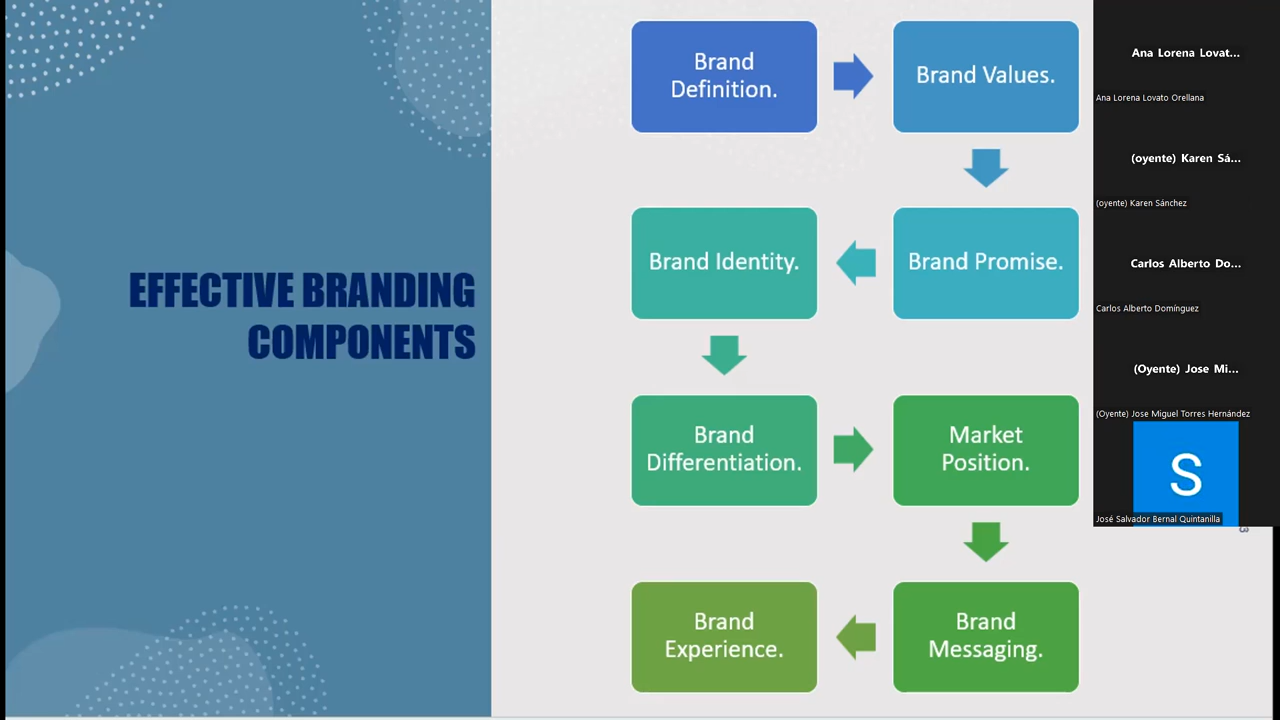 EFFECTIVE BRANDING
COMPONENTS
Brand
Definition.
Brand Values.
Brand Promise.
Brand Identity.
Brand
Differentiation.
Market
Position.
Brand
Messaging.
Brand
Experience.
Ana Lorena Lovat...
Ana Lorena Lovato Orellana
(oyente) Karen Sá...
(oyente) Karen Sánchez
Carlos Alberto Do...
Carlos Alberto Domínguez
(Oyente) Jose Mi...
(Oyente) Jose Miguel Torres Hernández
S
José Salvador Bernal Quintanilla